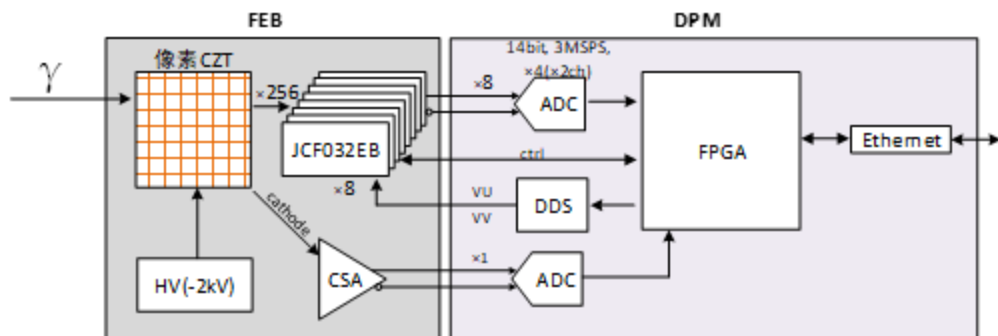 FEB
DPM
γ
像素CZT
×256
JCF032EB
×8
HV(-2kV)
cathode
CSA
14bit, 3MSPS,
×4(×2ch)
×8
ADC
ctrl
VU
VV
DDS
×1
ADC
FPGA
Ethernet